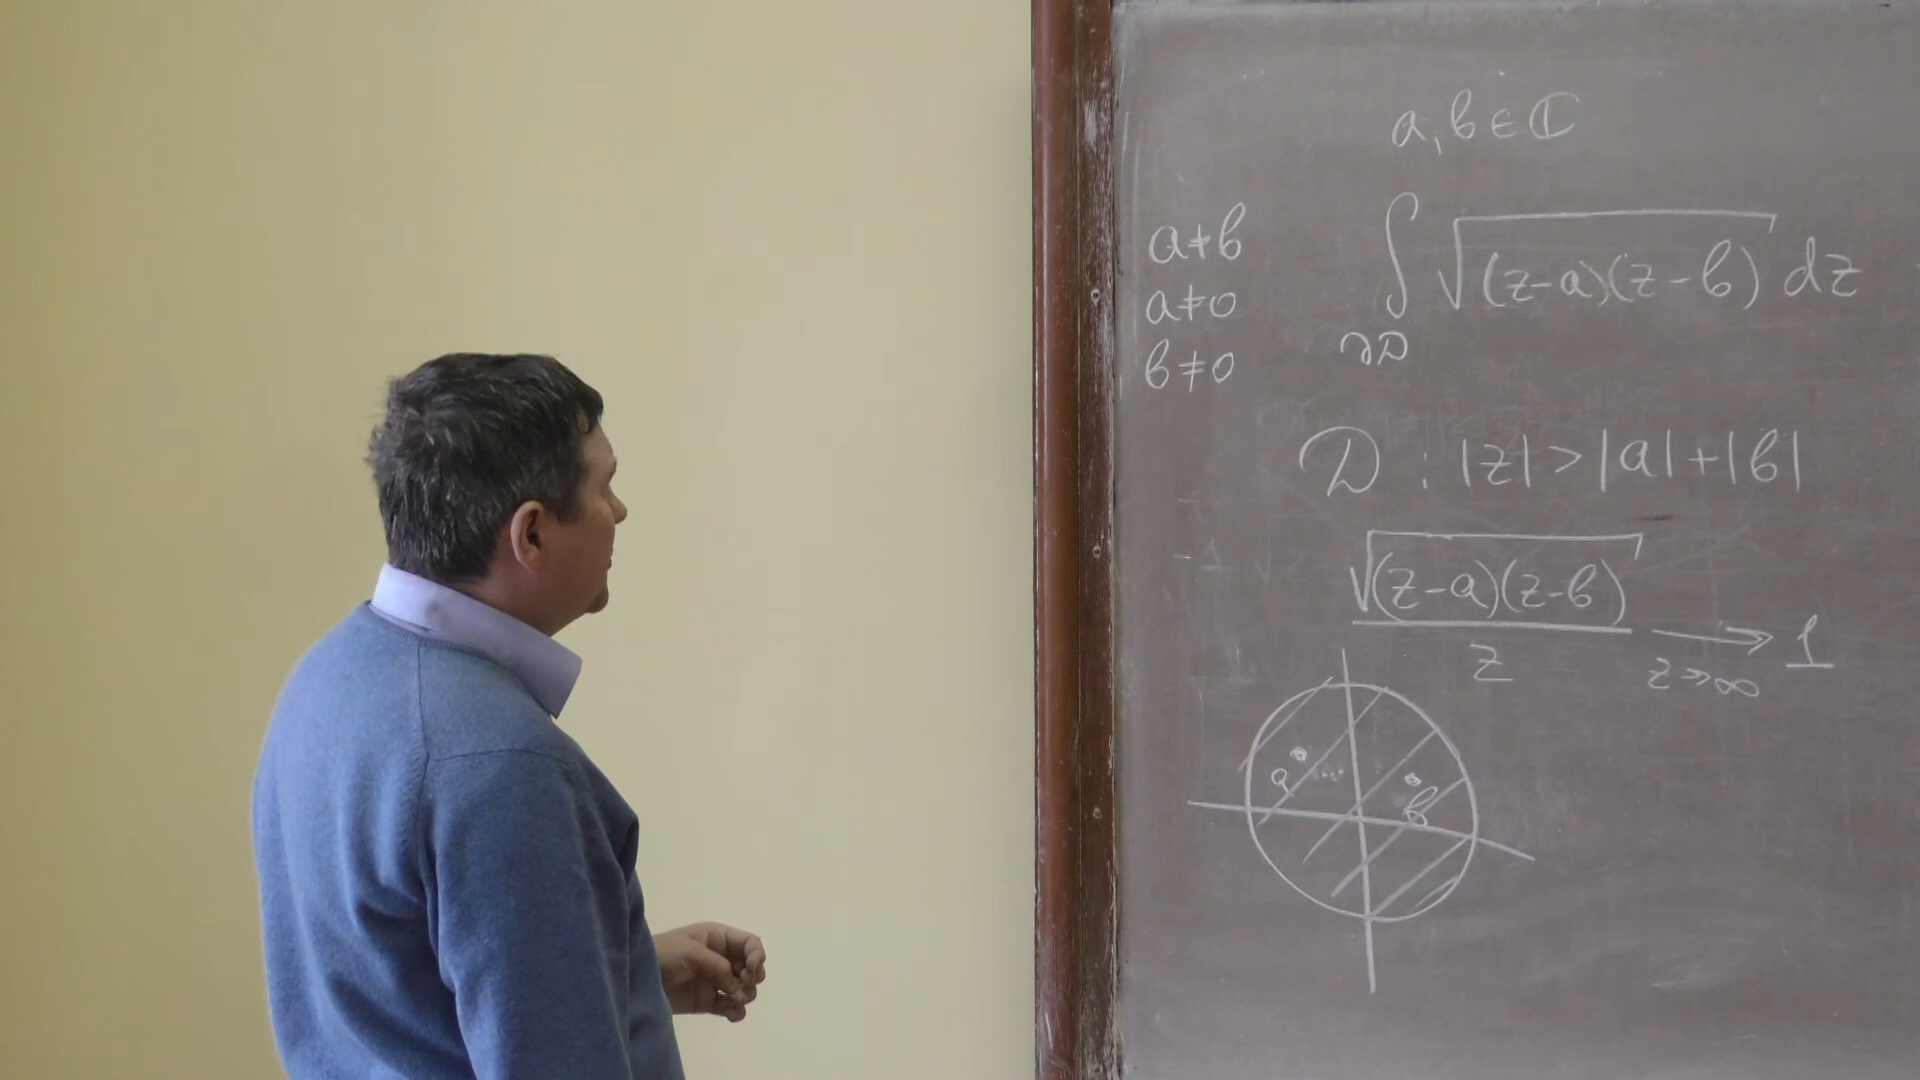 a, b ∈ ℂ
a ≠ b
a ≠ 0
b ≠ 0
∫ √(z-a)(z-b) dz
∂D
D : |z| > |a| + |b|
√(z-a)(z-b)
z
→ 1
z → ∞
a
b